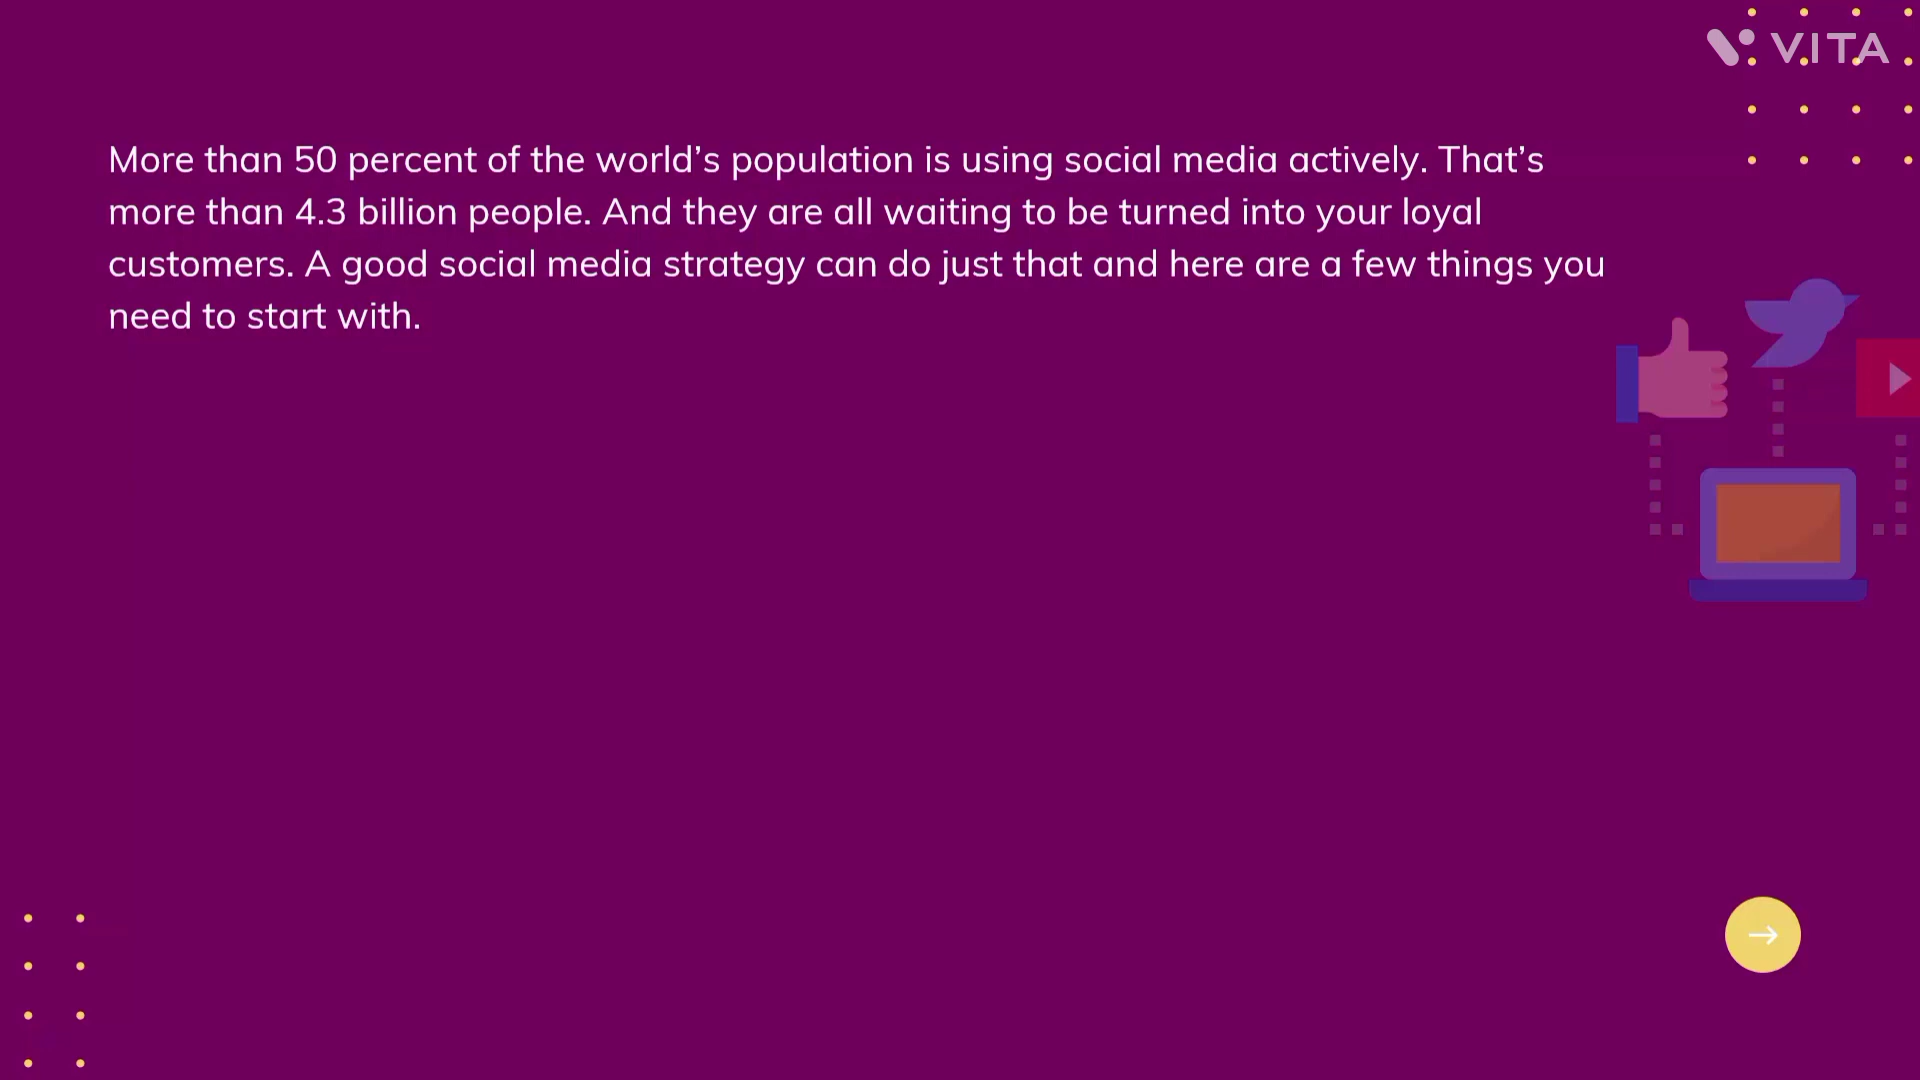 VITA
More than 50 percent of the world’s population is using social media actively. That’s
more than 4.3 billion people. And they are all waiting to be turned into your loyal
customers. A good social media strategy can do just that and here are a few things you
need to start with.